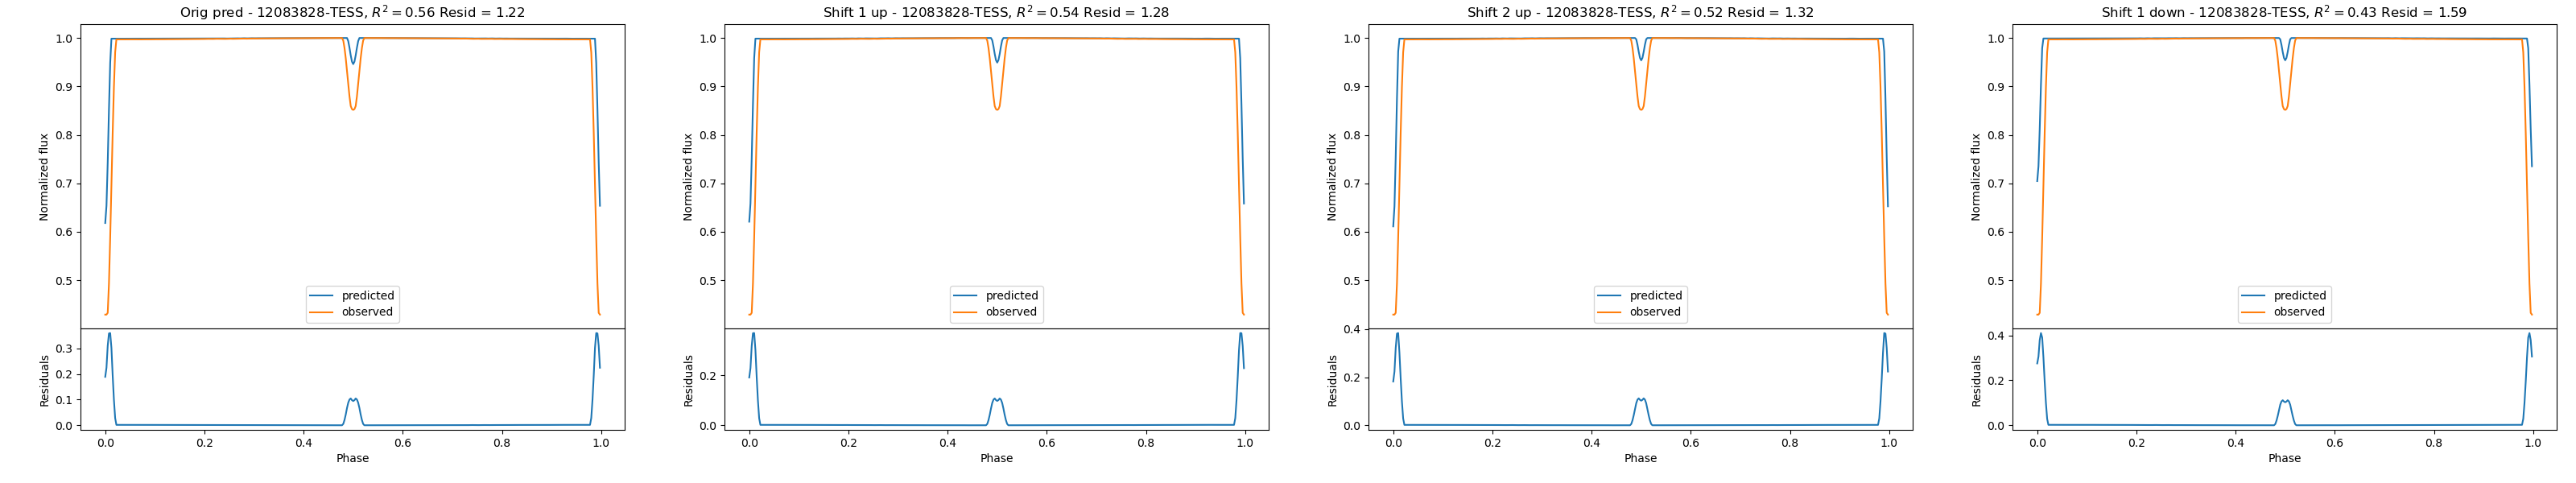 Orig pred - 12083828-TESS, R² = 0.56 Resid = 1.22
1.0
0.9
0.8
0.7
0.6
0.5
Normalized flux
predicted
observed
0.3
0.2
0.1
0.0
Residuals
0.0 0.2 0.4 0.6 0.8 1.0
Phase
Shift 1 up - 12083828-TESS, R² = 0.54 Resid = 1.28
1.0
0.9
0.8
0.7
0.6
0.5
Normalized flux
predicted
observed
0.2
0.0
Residuals
0.0 0.2 0.4 0.6 0.8 1.0
Phase
Shift 2 up - 12083828-TESS, R² = 0.52 Resid = 1.32
1.0
0.9
0.8
0.7
0.6
0.5
Normalized flux
predicted
observed
0.4
0.2
0.0
Residuals
0.0 0.2 0.4 0.6 0.8 1.0
Phase
Shift 1 down - 12083828-TESS, R² = 0.43 Resid = 1.59
1.0
0.9
0.8
0.7
0.6
0.5
Normalized flux
predicted
observed
0.4
0.2
0.0
Residuals
0.0 0.2 0.4 0.6 0.8 1.0
Phase